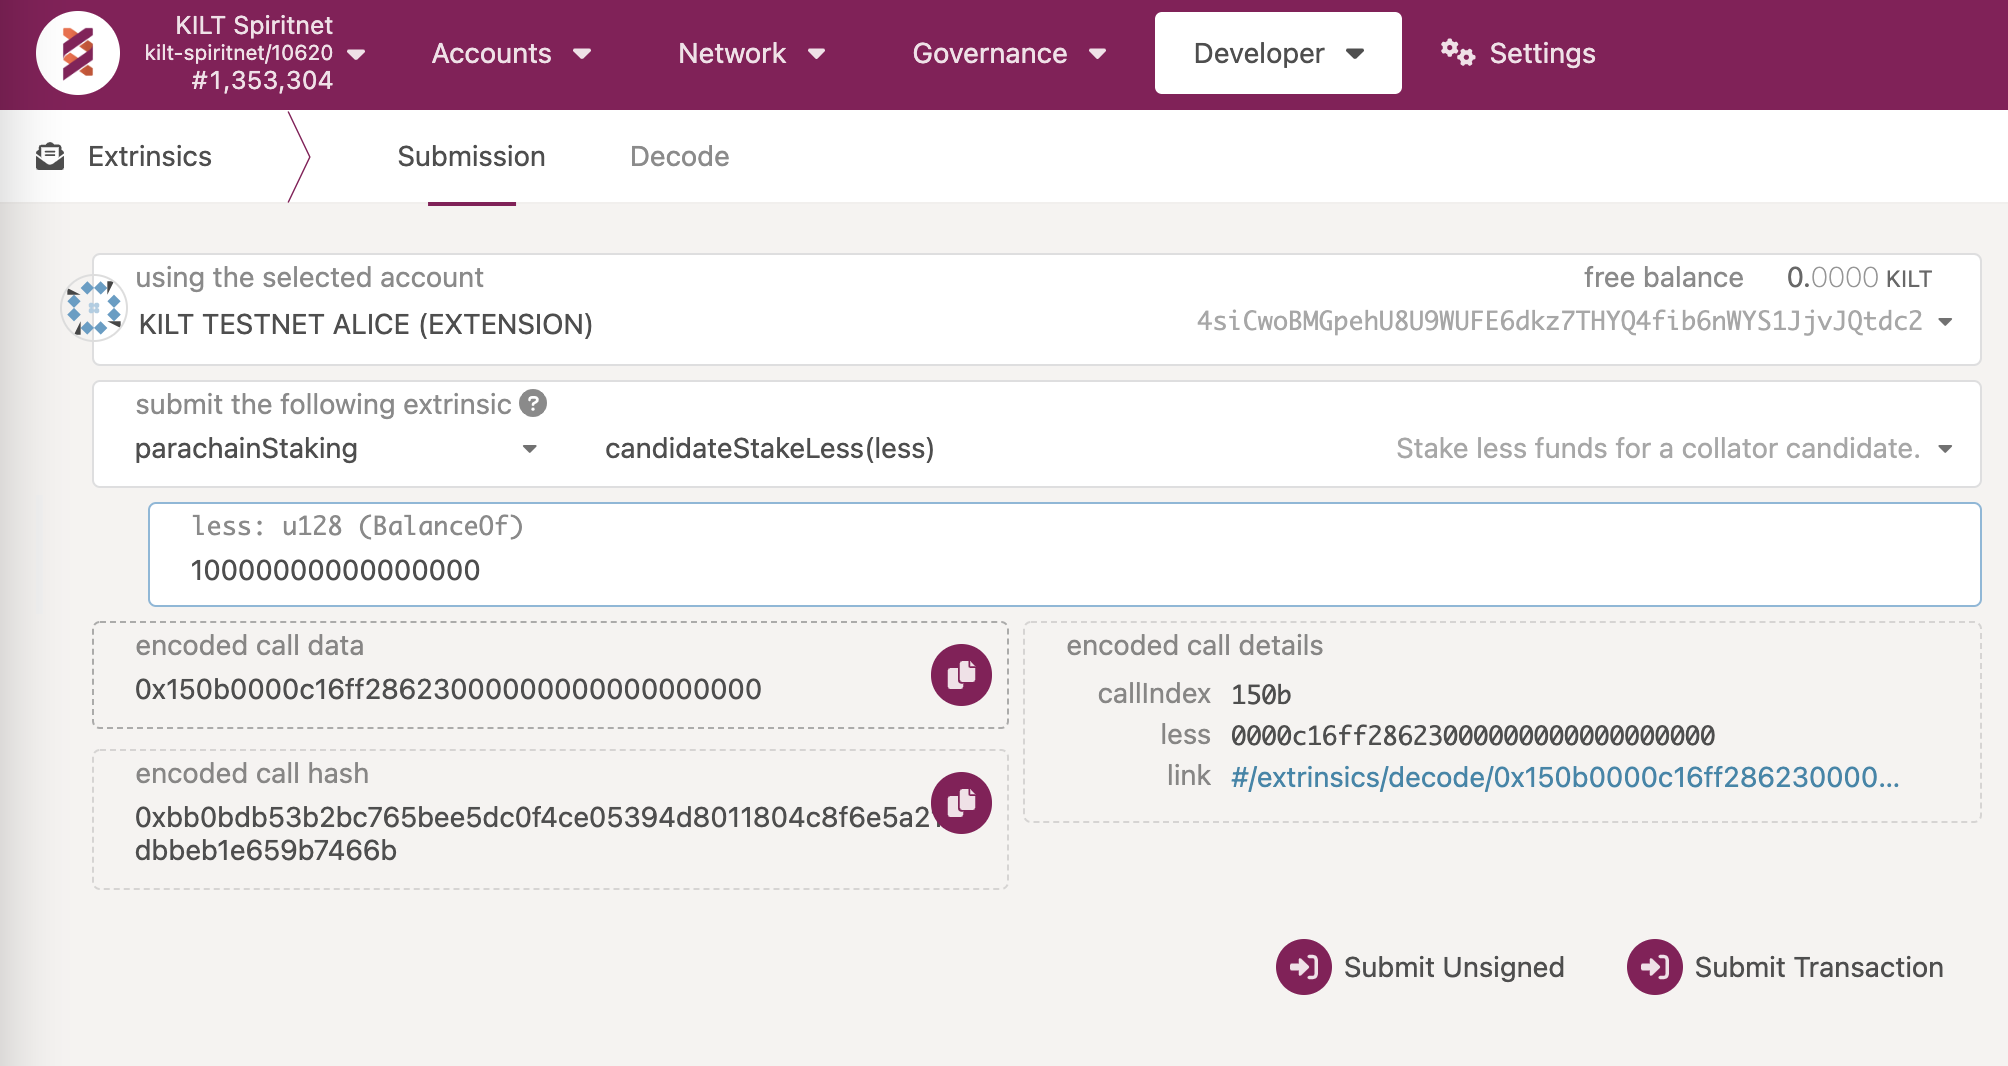 KILT Spiritnet
kilt-spiritnet/10620
#1,353,304
Accounts
Network
Governance
Developer
Settings
Extrinsics
Submission
Decode
using the selected account
free balance 0.0000 KILT
KILT TESTNET ALICE (EXTENSION)
4siCwoBMGpehU8U9WUFE6dkz7THYQ4fib6nWYS1JjvJQtdc2
submit the following extrinsic ?
parachainStaking
candidateStakeLess(less)
Stake less funds for a collator candidate.
less: u128 (BalanceOf)
10000000000000000
encoded call data
0x150b0000c16ff28623000000000000000000
encoded call hash
0xbb0bdb53b2bc765bee5dc0f4ce05394d8011804c8f6e5a2
dbbeb1e659b7466b
encoded call details
callIndex 150b
less 0000c16ff28623000000000000000000
link #/extrinsics/decode/0x150b0000c16ff286230000...
Submit Unsigned
Submit Transaction